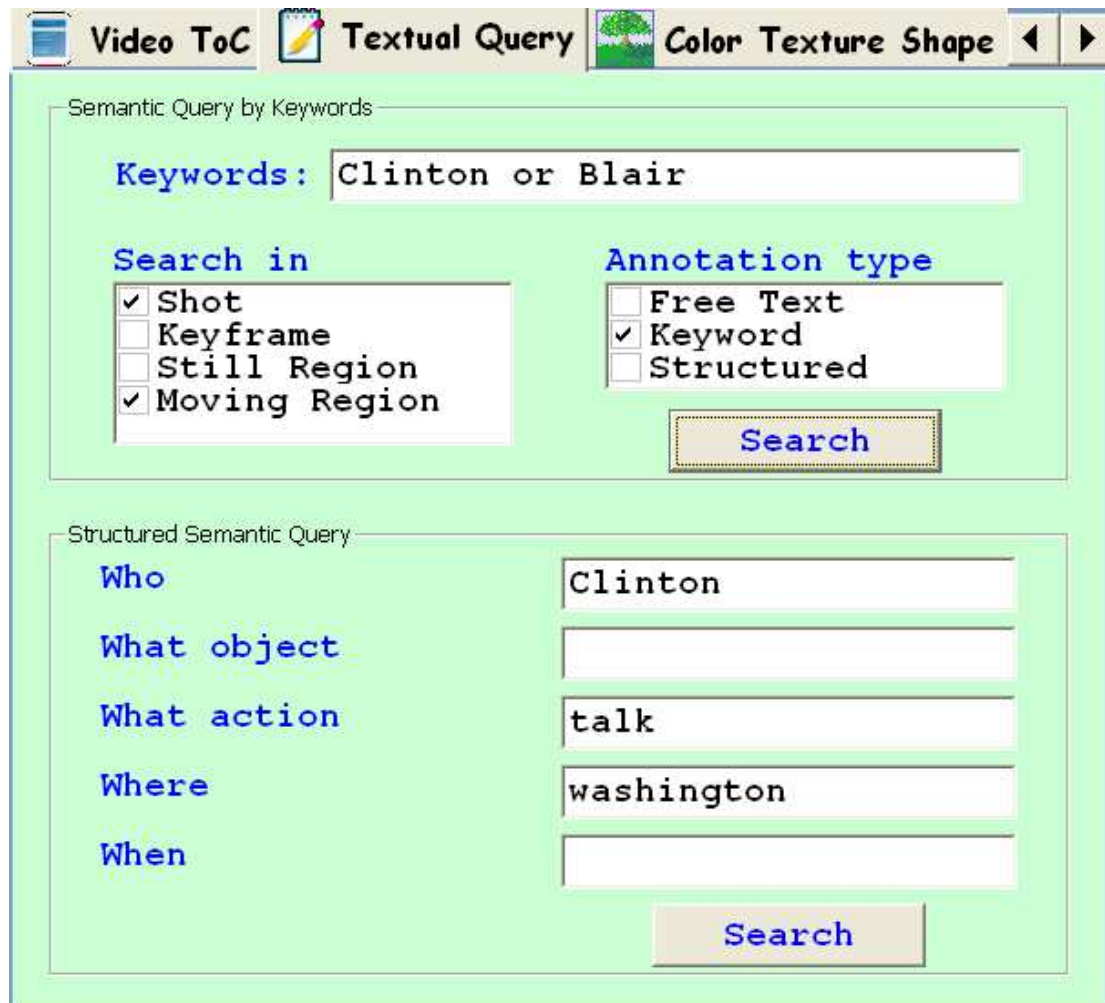 Video ToC Textual Query Color Texture Shape
Semantic Query by Keywords
Keywords: Clinton or Blair
Search in Annotation type
Shot Free Text
Keyframe Keyword
Still Region Structured
Moving Region
Search
Structured Semantic Query
Who Clinton
What object
What action talk
Where washington
When
Search